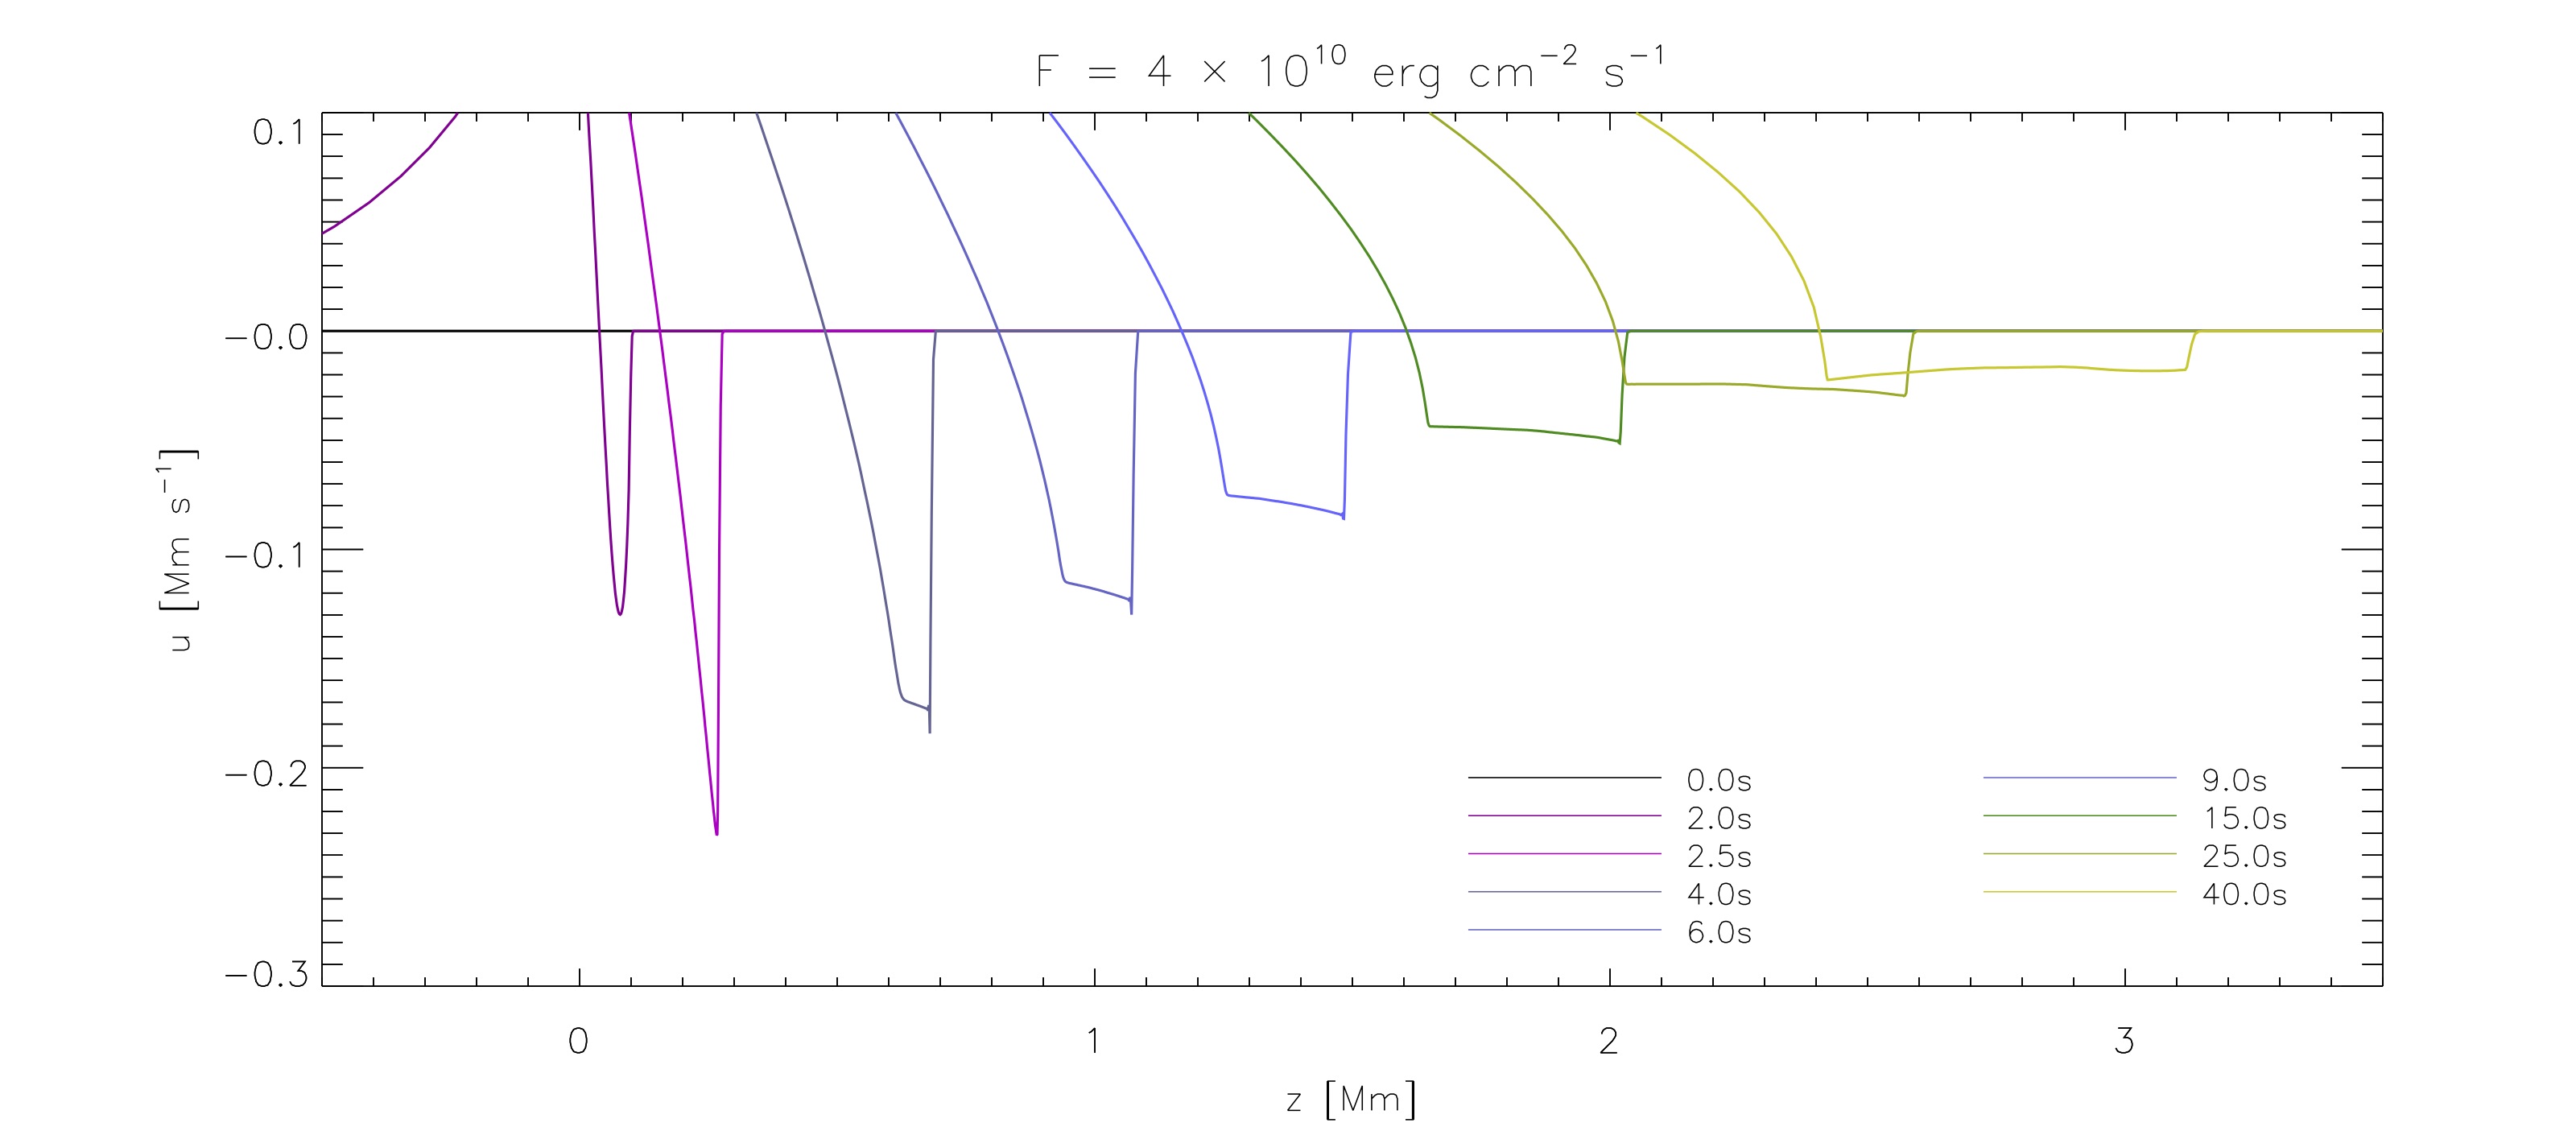 F = 4 × 10¹⁰ erg cm⁻² s⁻¹
0.1
−0.0
−0.1
−0.2
−0.3
u [Mm s⁻¹]
0 1 2 3
z [Mm]
0.0s
2.0s
2.5s
4.0s
6.0s
9.0s
15.0s
25.0s
40.0s